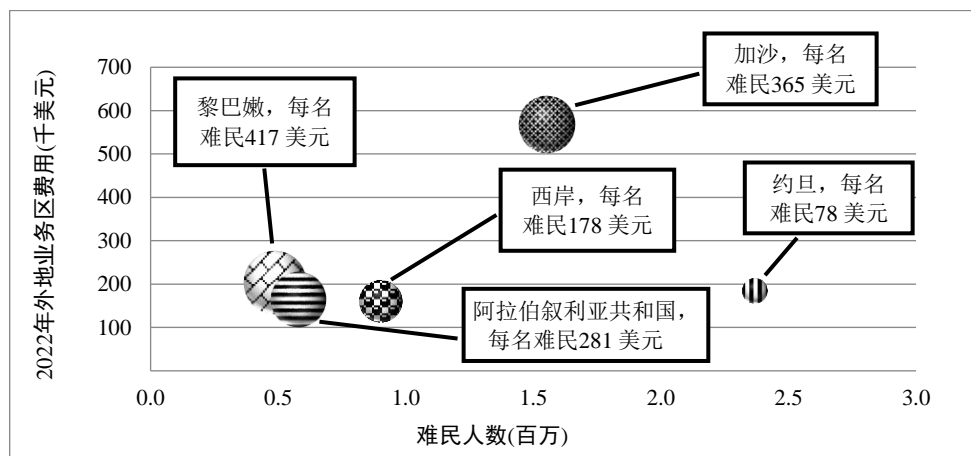 2022年外地业务区费用(千美元)
700
600
500
400
300
200
100
加沙，每名
难民365 美元
黎巴嫩，每名
难民417 美元
西岸，每名
难民178 美元
约旦，每名
难民78 美元
阿拉伯叙利亚共和国，
每名难民281 美元
0.0 0.5 1.0 1.5 2.0 2.5 3.0
难民人数(百万)